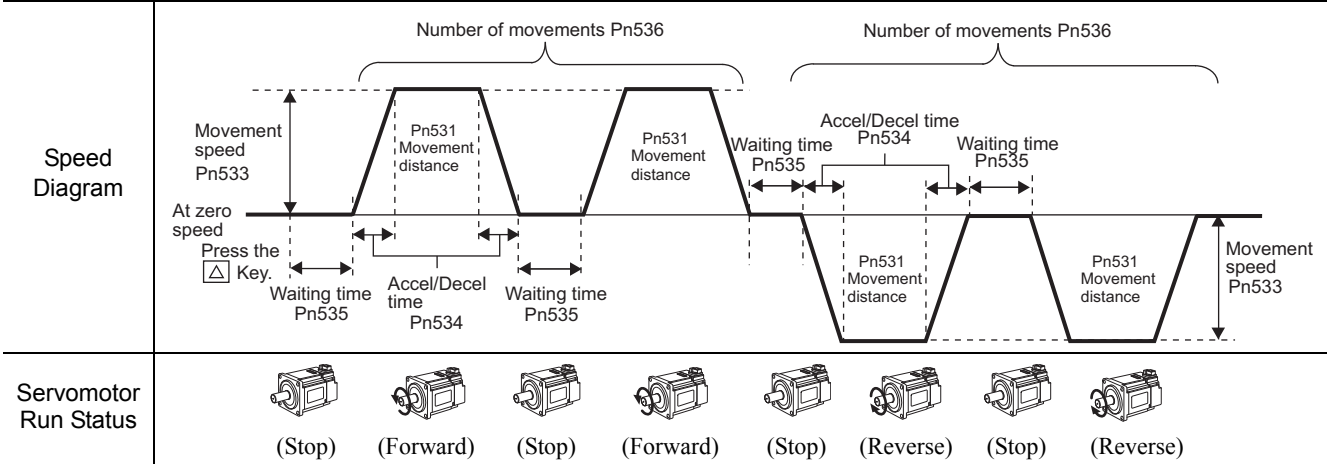 Speed
Diagram
Number of movements Pn536
Number of movements Pn536
Movement
speed
Pn533
Pn531
Movement
distance
Pn531
Movement
distance
Waiting time
Pn535
Accel/Decel time
Pn534
Waiting time
Pn535
At zero
speed
Press the
△ Key.
Waiting time
Pn535
Accel/Decel
time
Pn534
Waiting time
Pn535
Pn531
Movement
distance
Pn531
Movement
distance
Movement
speed
Pn533
Servomotor
Run Status
(Stop) (Forward) (Stop) (Forward) (Stop) (Reverse) (Stop) (Reverse)